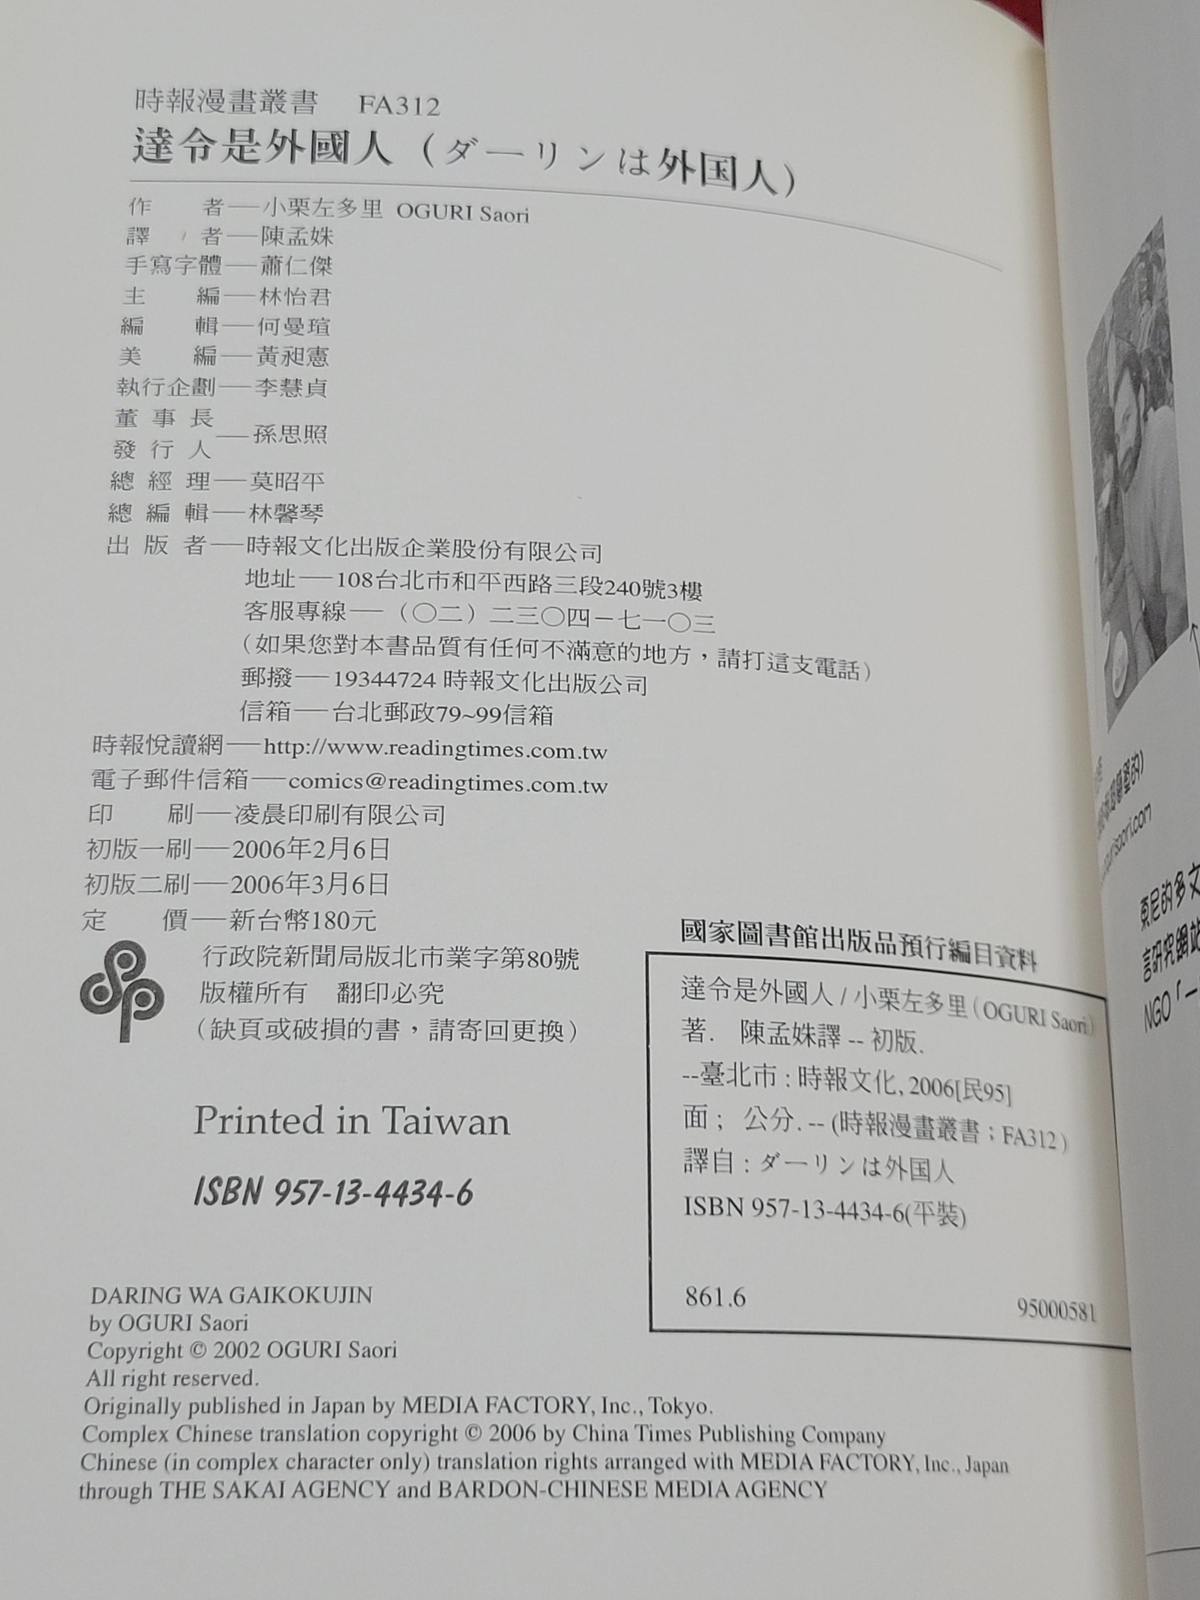 時報漫畫叢書 FA312
達令是外國人（ダーリンは外国人）
作 者—小栗左多里 OGURI Saori
譯 者—陳孟姝
手寫字體—蕭仁傑
主 編—林怡君
編 輯—何曼瑄
美 編—黃昶憲
執行企劃—李慧貞
董事長
發行人—孫思照
總經理—莫昭平
總編輯—林馨琴
出版者—時報文化出版企業股份有限公司
地址—108台北市和平西路三段240號3樓
客服專線—（〇二）二三〇四－七一〇三
（如果您對本書品質有任何不滿意的地方，請打這支電話）
郵撥—19344724 時報文化出版公司
信箱—台北郵政79~99信箱
時報悅讀網—http://www.readingtimes.com.tw
電子郵件信箱—comics@readingtimes.com.tw
印 刷—凌晨印刷有限公司
初版一刷—2006年2月6日
初版二刷—2006年3月6日
定 價—新台幣180元
行政院新聞局版北市業字第80號
版權所有 翻印必究
（缺頁或破損的書，請寄回更換）
Printed in Taiwan
ISBN 957-13-4434-6
國家圖書館出版品預行編目資料
達令是外國人 / 小栗左多里（OGURI Saori）
著. 陳孟姝譯 -- 初版.
--臺北市 : 時報文化, 2006[民95]
面 ; 公分. -- (時報漫畫叢書；FA312）
譯自 : ダーリンは外国人
ISBN 957-13-4434-6(平裝)
861.6 95000581
DARING WA GAIKOKUJIN
by OGURI Saori
Copyright © 2002 OGURI Saori
All right reserved.
Originally published in Japan by MEDIA FACTORY, Inc., Tokyo.
Complex Chinese translation copyright © 2006 by China Times Publishing Company
Chinese (in complex character only) translation rights arranged with MEDIA FACTORY, Inc., Japan
through THE SAKAI AGENCY and BARDON-CHINESE MEDIA AGENCY
東尼的多文
言研究網站
NGO「一